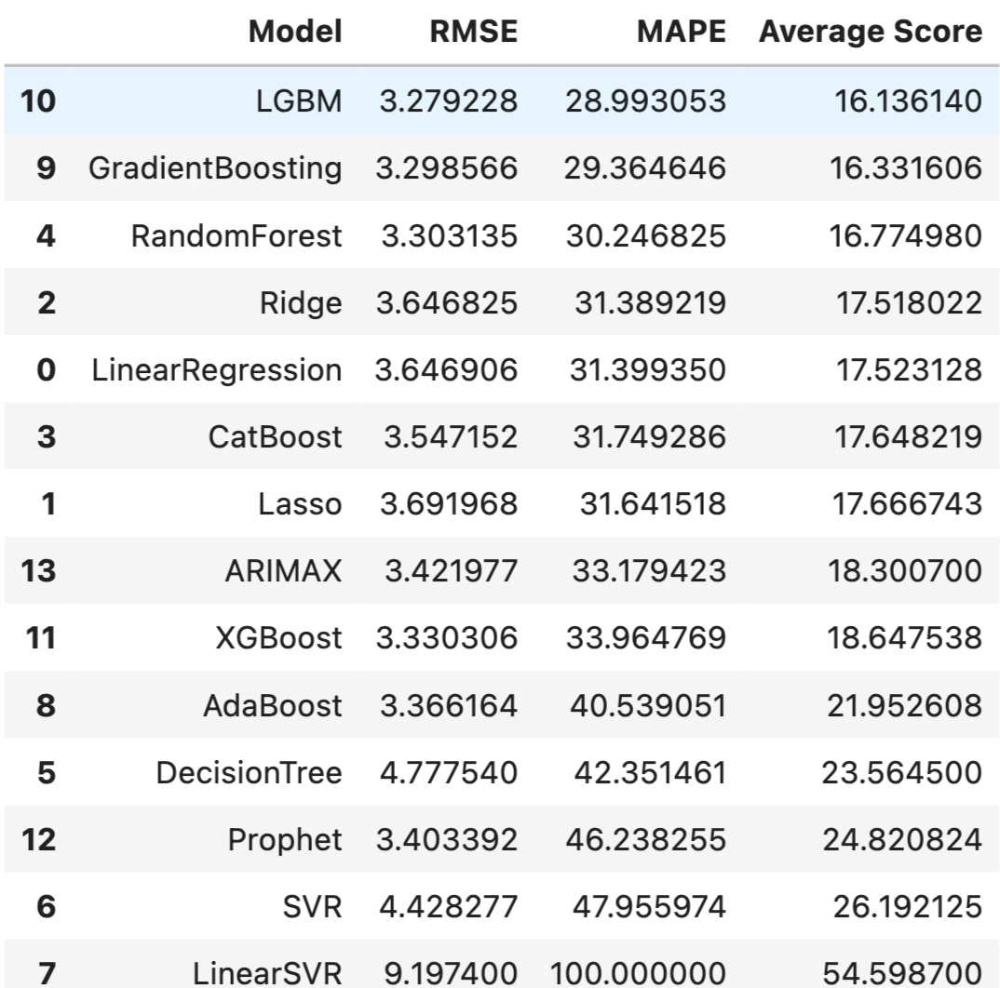 Model RMSE MAPE Average Score
10 LGBM 3.279228 28.993053 16.136140
9 GradientBoosting 3.298566 29.364646 16.331606
4 RandomForest 3.303135 30.246825 16.774980
2 Ridge 3.646825 31.389219 17.518022
0 LinearRegression 3.646906 31.399350 17.523128
3 CatBoost 3.547152 31.749286 17.648219
1 Lasso 3.691968 31.641518 17.666743
13 ARIMAX 3.421977 33.179423 18.300700
11 XGBoost 3.330306 33.964769 18.647538
8 AdaBoost 3.366164 40.539051 21.952608
5 DecisionTree 4.777540 42.351461 23.564500
12 Prophet 3.403392 46.238255 24.820824
6 SVR 4.428277 47.955974 26.192125
7 LinearSVR 9.197400 100.000000 54.598700